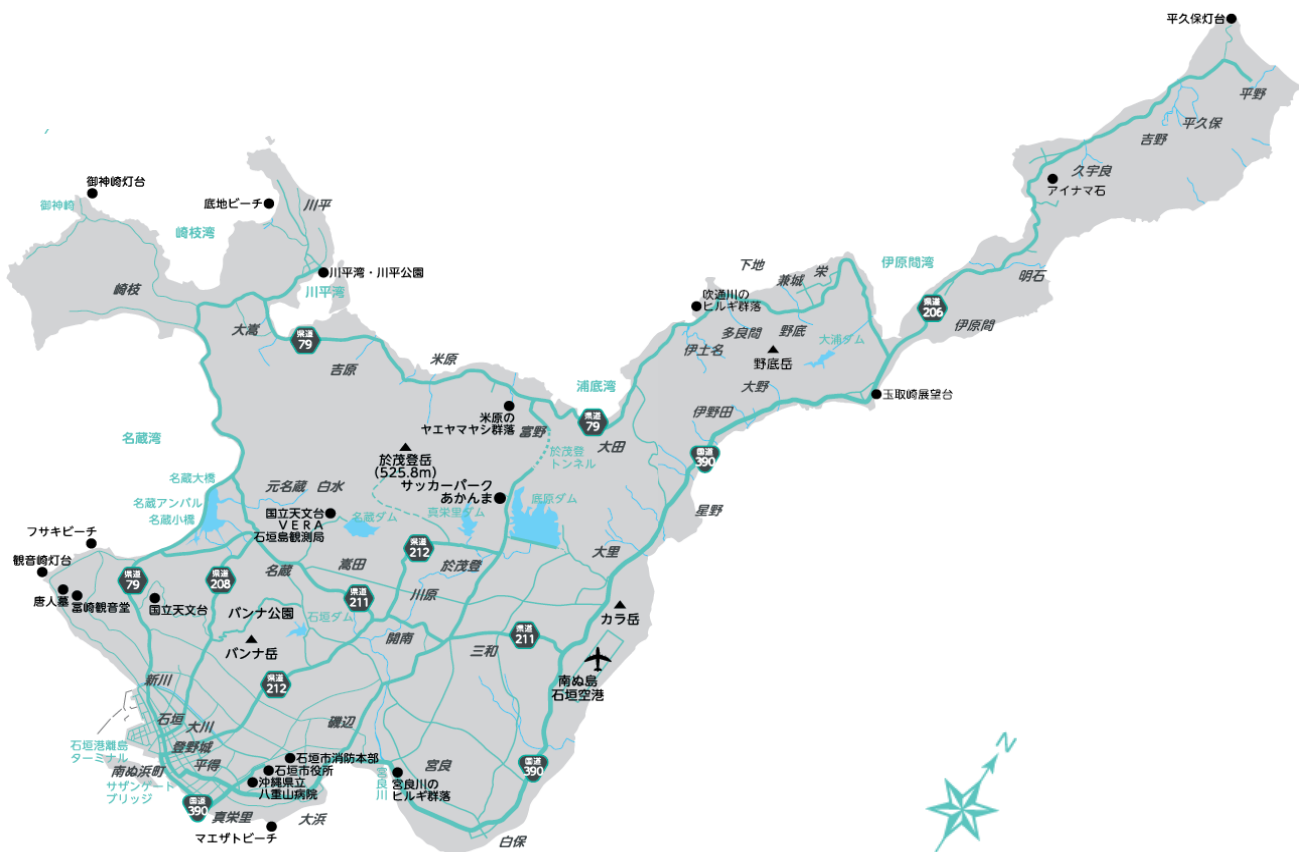 平久保灯台
平野
平久保
吉野
久宇良
アイナマ石
御神崎灯台
御神崎
底地ビーチ
川平
崎枝湾
川平湾・川平公園
川平湾
崎枝
大嵩
県道
79
吉原
米原
下地
兼城
栄
伊原間湾
明石
県道
206
伊原間
吹通川の
ヒルギ群落
多良間
野底
伊土名
野底岳
大浦ダム
大野
玉取崎展望台
伊野田
浦底湾
県道
79
米原の
ヤエヤマヤシ群落
富野
大田
於茂登
トンネル
国道
390
星野
名蔵湾
於茂登岳
(525.8m)
サッカーパーク
あかんま
名蔵大橋
名蔵アンパル
名蔵小橋
元名蔵
白水
国立天文台
VERA
石垣島観測局
名蔵ダム
真栄里ダム
底原ダム
大里
フサキビーチ
観音崎灯台
唐人墓
冨崎観音堂
県道
79
国立天文台
県道
208
名蔵
嵩田
県道
212
於茂登
川原
県道
211
バンナ公園
石垣ダム
バンナ岳
開南
三和
県道
211
カラ岳
南ぬ島
石垣空港
県道
212
新川
石垣
大川
登野城
平得
磯辺
石垣港離島
ターミナル
南ぬ浜町
サザンゲート
ブリッジ
石垣市消防本部
石垣市役所
沖縄県立
八重山病院
国道
390
真栄里
マエザトビーチ
大浜
宮良川
宮良川の
ヒルギ群落
宮良
国道
390
白保
N